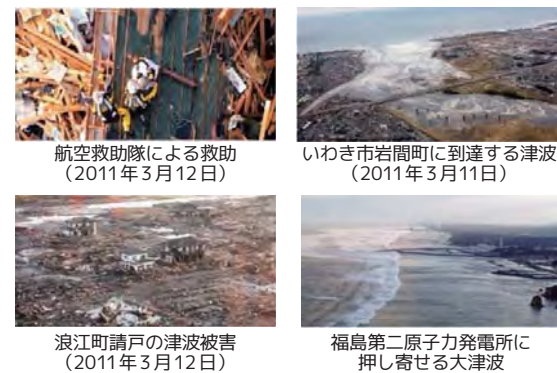 航空救助隊による救助
（2011年3月12日）
いわき市岩間町に到達する津波
（2011年3月11日）
浪江町請戸の津波被害
（2011年3月12日）
福島第二原子力発電所に
押し寄せる大津波